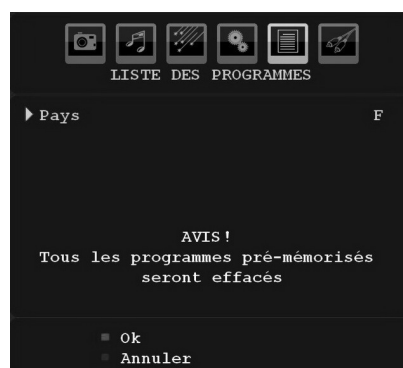 LISTE DES PROGRAMMES
Pays F
AVIS!
Tous les programmes pré-mémorisés
seront effacés
Ok
Annuler